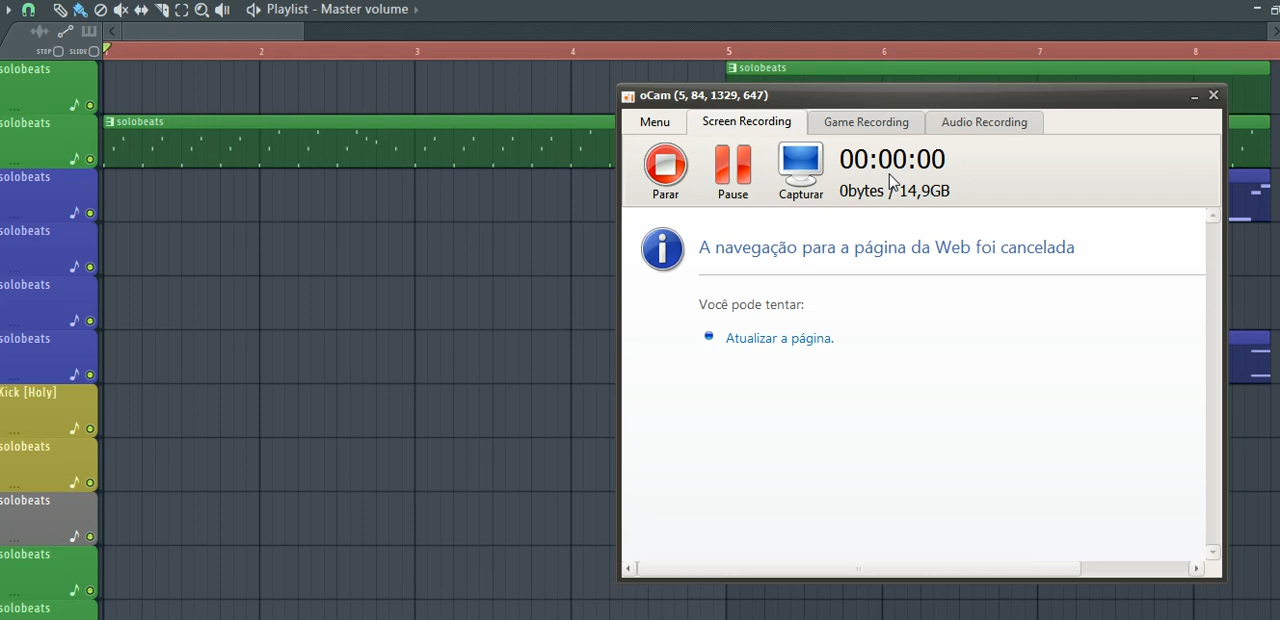 Playlist - Master volume
STEP SLIDE
2 3 4 5 6 7 8
solobeats
...
solobeats
...
solobeats
...
solobeats
...
solobeats
...
solobeats
...
Kick [Holy]
...
solobeats
...
solobeats
...
solobeats
...
solobeats
solobeats
solobeats
oCam (5, 84, 1329, 647)
Menu Screen Recording Game Recording Audio Recording
Parar Pause Capturar
00:00:00
0bytes / 14,9GB
A navegação para a página da Web foi cancelada
Você pode tentar:
Atualizar a página.